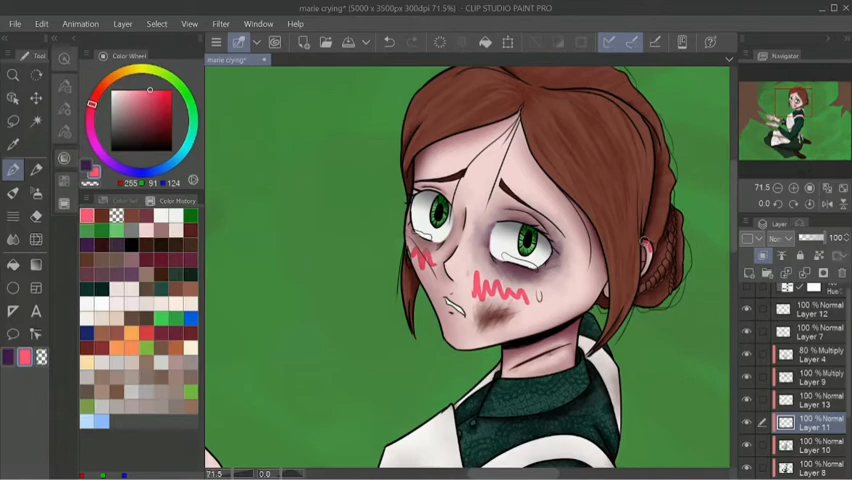 marie crying* (5000 x 3500px 300dpi 71.5%) - CLIP STUDIO PAINT PRO
File Edit Animation Layer Select View Filter Window Help
Tool
Color Wheel
marie crying*
Navigator
255 91 124
Color History
71.5
0.0
Layer
Nor 100
100 %Normal
Layer 12
100 %Normal
Layer 7
80 %Multiply
Layer 4
100 %Multiply
Layer 9
100 %Normal
Layer 13
100 %Normal
Layer 11
100 %Normal
Layer 10
100 %Normal
Layer 8
71.5 0.0